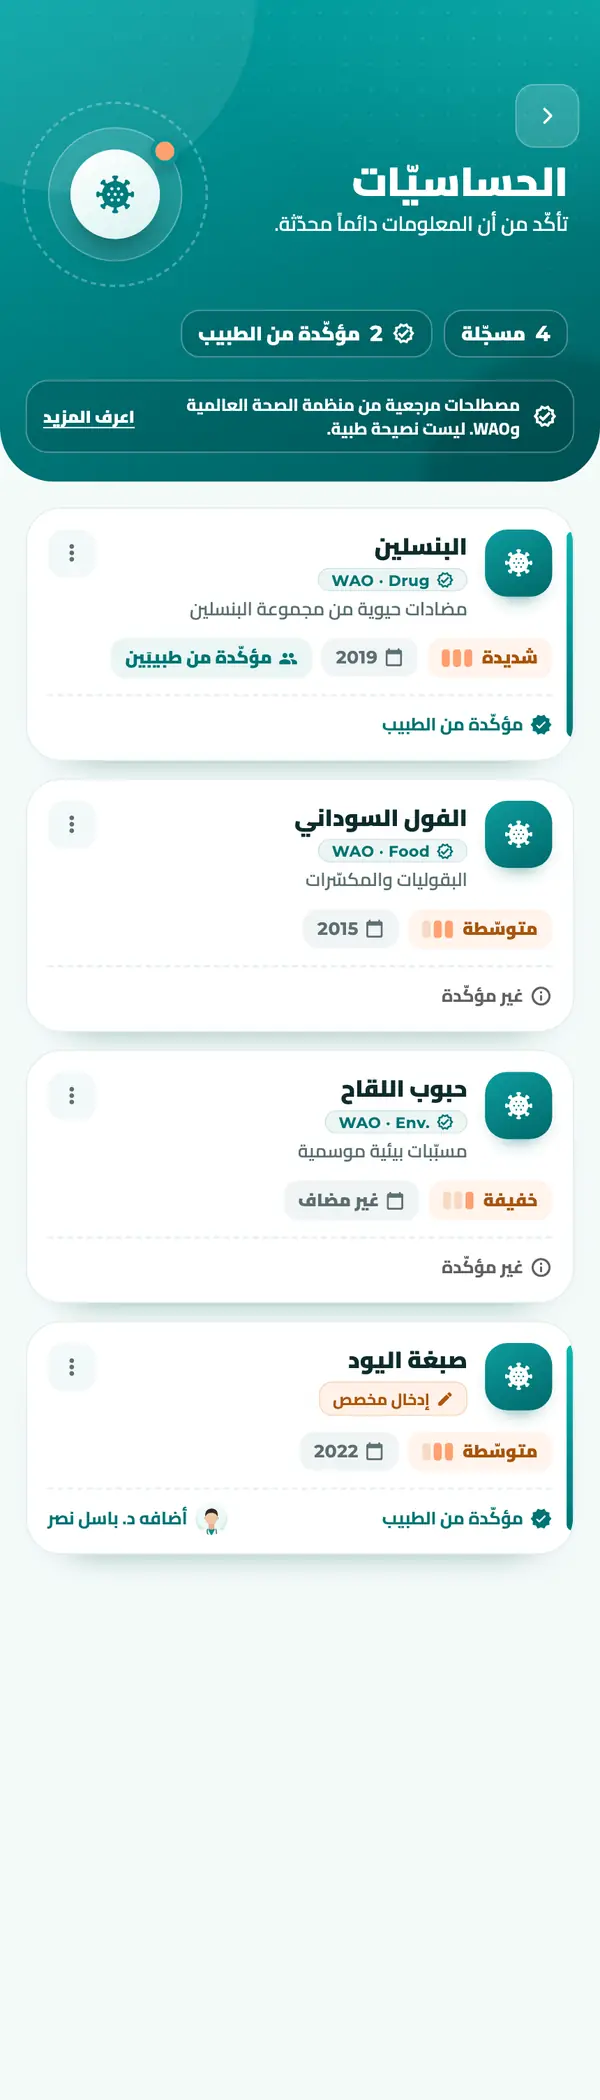 الحساسيّات
تأكّد من أن المعلومات دائماً محدّثة.
4 مسجّلة
2 مؤكّدة من الطبيب
مصطلحات مرجعية من منظمة الصحة العالمية
وWAO. ليست نصيحة طبية.
اعرف المزيد
البنسلين
WAO · Drug
مضادات حيوية من مجموعة البنسلين
شديدة
2019
مؤكّدة من طبيبَين
مؤكّدة من الطبيب
الفول السوداني
WAO · Food
البقوليات والمكسّرات
متوسّطة
2015
غير مؤكّدة
حبوب اللقاح
WAO · Env.
مسبّبات بيئية موسمية
خفيفة
غير مضاف
غير مؤكّدة
صبغة اليود
إدخال مخصص
متوسّطة
2022
مؤكّدة من الطبيب
أضافه د. باسل نصر